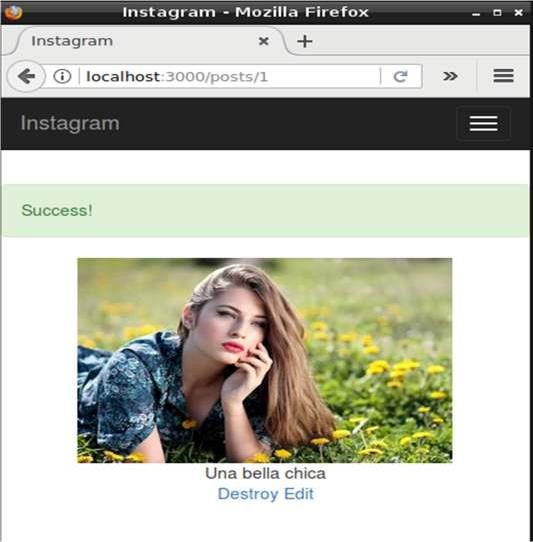 Instagram - Mozilla Firefox
Instagram
localhost:3000/posts/1
Instagram
Success!
Una bella chica
Destroy Edit